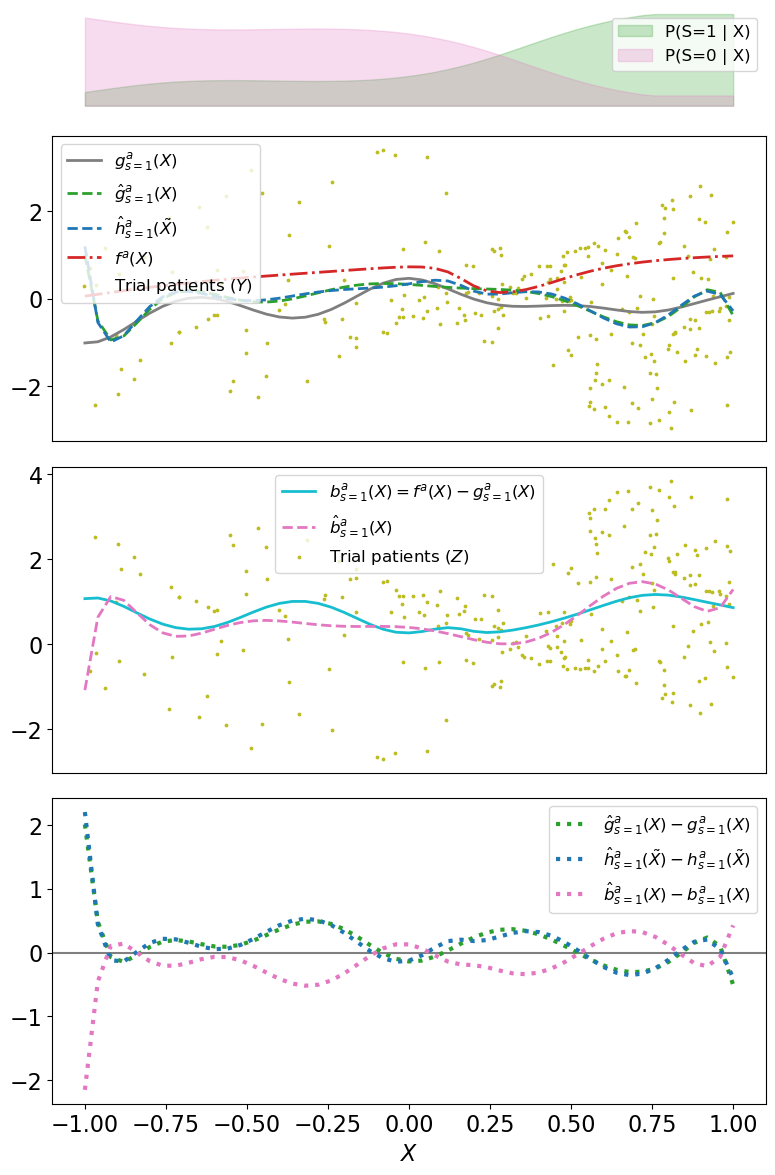 P(S=1 | X)
P(S=0 | X)
g^a_{s=1}(X)
ĝ^a_{s=1}(X)
ĥ^a_{s=1}(X̃)
f^a(X)
Trial patients (Y)
2
0
−2
b^a_{s=1}(X) = f^a(X) − g^a_{s=1}(X)
b̂^a_{s=1}(X)
Trial patients (Z)
4
2
0
−2
ĝ^a_{s=1}(X) − g^a_{s=1}(X)
ĥ^a_{s=1}(X̃) − h^a_{s=1}(X̃)
b̂^a_{s=1}(X) − b^a_{s=1}(X)
2
1
0
−1
−2
−1.00 −0.75 −0.50 −0.25 0.00 0.25 0.50 0.75 1.00
X